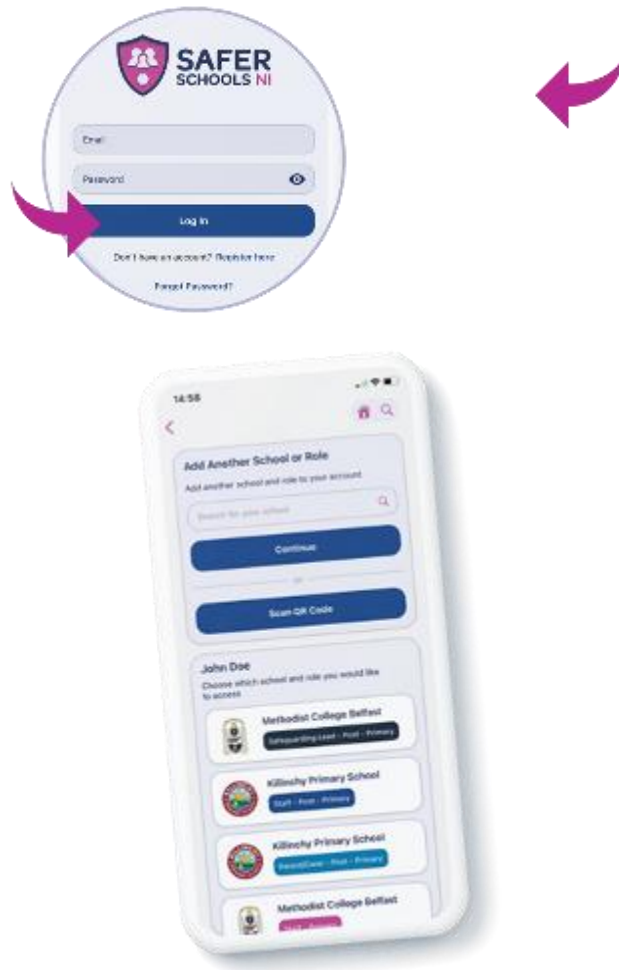 SAFER
SCHOOLS NI
Email
Password
Log In
Don't have an account? Register here
Forgot Password?
14:58
Add Another School or Role
Add another school and role to your account
Search for your school
Continue
or
Scan QR Code
John Doe
Choose which school and role you would like
to access
Methodist College Belfast
Safeguarding Lead - Post - Primary
Killinchy Primary School
Staff - Post - Primary
Killinchy Primary School
Parent/Carer - Post - Primary
Methodist College Belfast